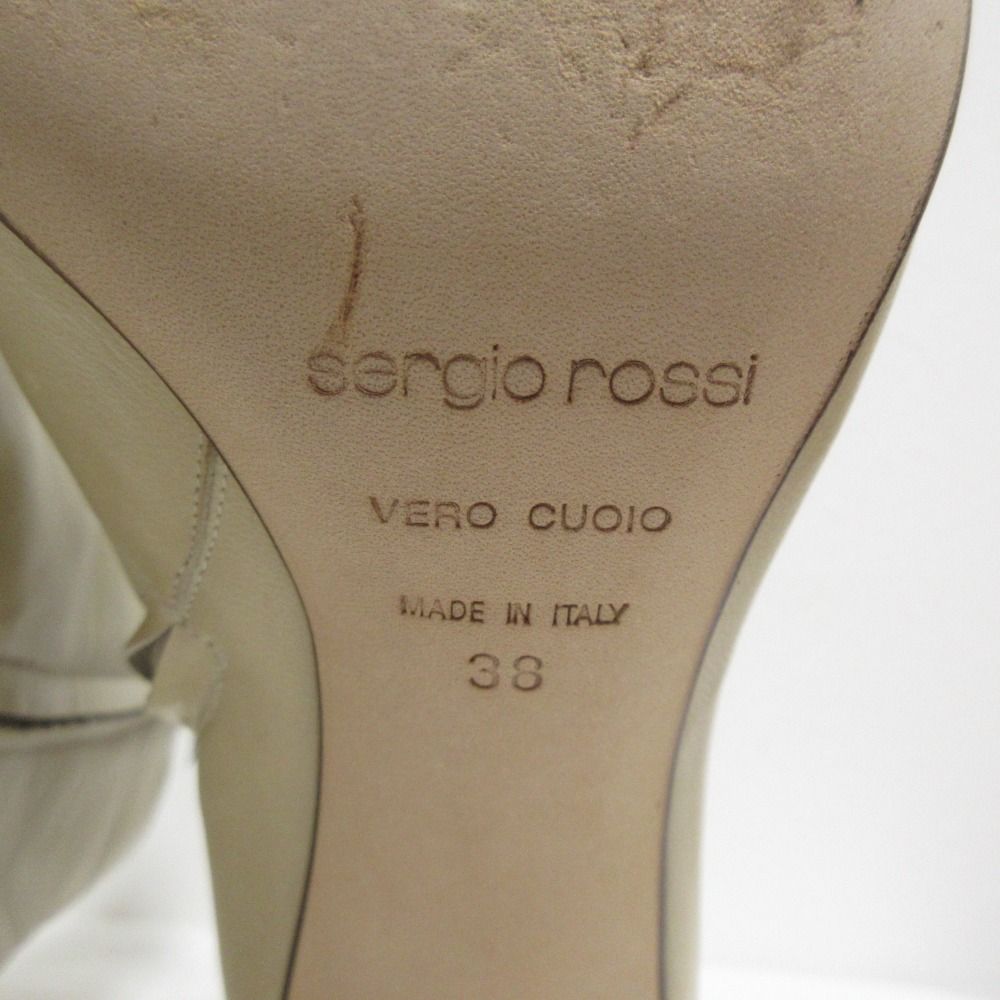 sergio rossi
VERO CUOIO
MADE IN ITALY
38